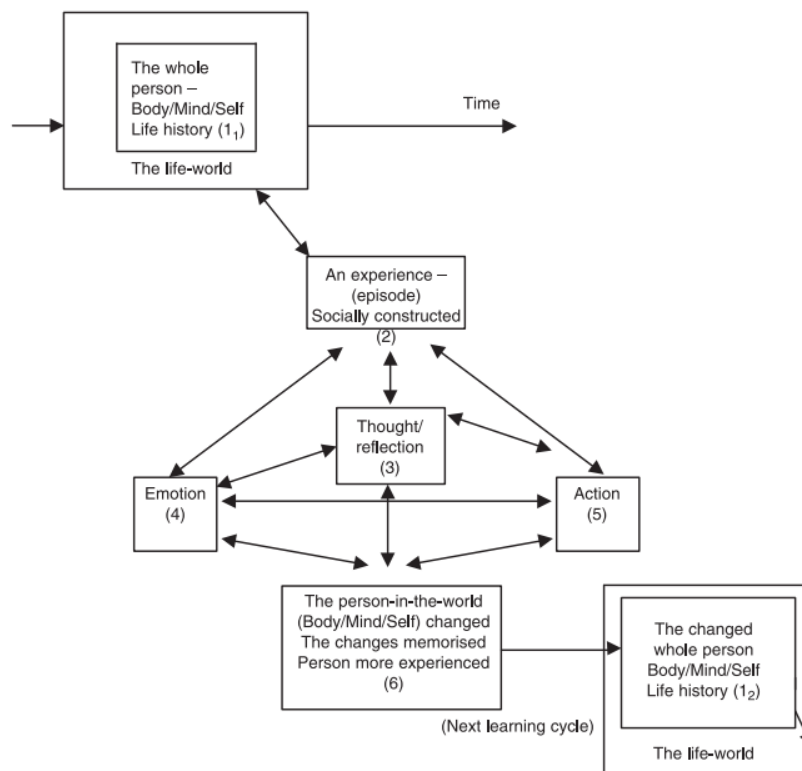 The whole
person –
Body/Mind/Self
Life history (1₁)
The life-world
Time
An experience –
(episode)
Socially constructed
(2)
Thought/
reflection
(3)
Emotion
(4)
Action
(5)
The person-in-the-world
(Body/Mind/Self) changed
The changes memorised
Person more experienced
(6)
The changed
whole person
Body/Mind/Self
Life history (1₂)
(Next learning cycle)
The life-world